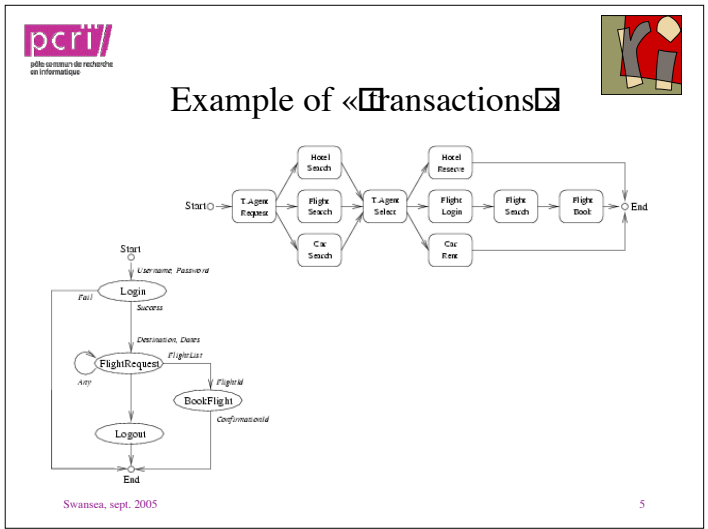 pcri
pôle commun de recherche
en informatique
Example of « transactions »
Hotel
Search
Hotel
Reserve
Start
T.Agent
Request
Flight
Search
T.Agent
Select
Flight
Login
Flight
Search
Flight
Book
End
Car
Search
Car
Rent
Start
Username, Password
Login
Fail
Success
Destination, Dates
FlightList
FlightRequest
Any
FlightId
BookFlight
ConfirmationId
Logout
End
Swansea, sept. 2005
5